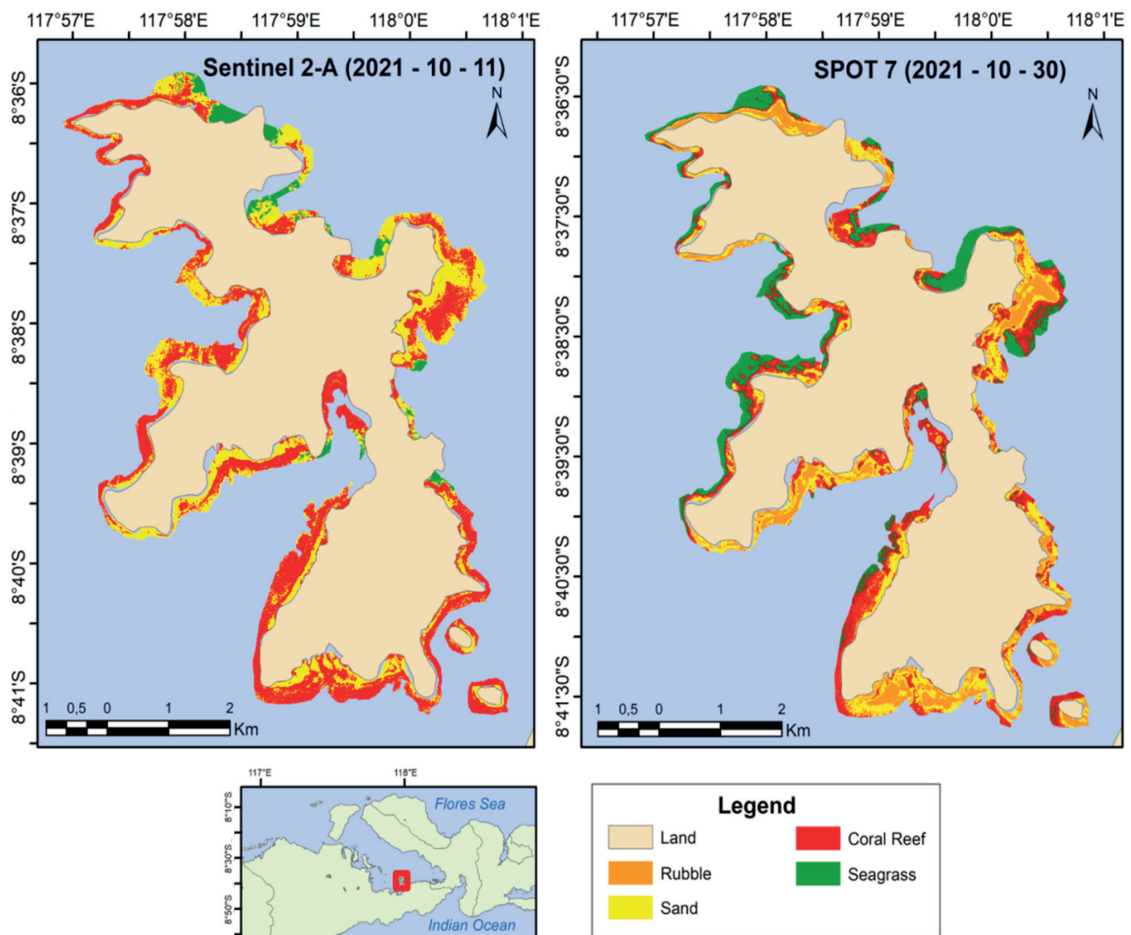 117°57'E 117°58'E 117°59'E 118°0'E 118°1'E
117°57'E 117°58'E 117°59'E 118°0'E 118°1'E
Sentinel 2-A (2021 - 10 - 11)
N
8°36'S
8°37'S
8°38'S
8°39'S
8°40'S
8°41'S
1 0,5 0 1 2
Km
SPOT 7 (2021 - 10 - 30)
N
8°36'30"S
8°37'30"S
8°38'30"S
8°39'30"S
8°40'30"S
8°41'30"S
1 0,5 0 1 2
Km
117°E 118°E
8°10'S
8°30'S
8°50'S
Flores Sea
Indian Ocean
Legend
Land
Rubble
Sand
Coral Reef
Seagrass